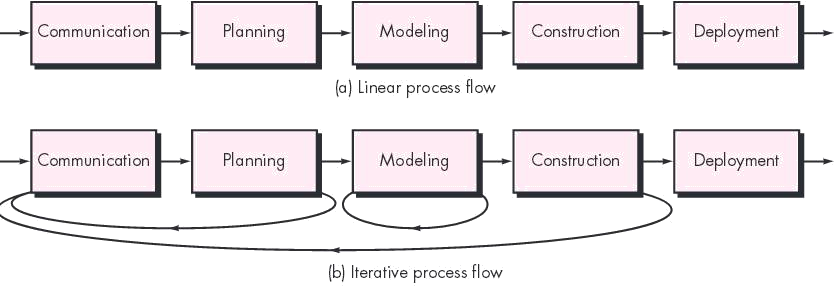 Communication Planning Modeling Construction Deployment
(a) Linear process flow
Communication Planning Modeling Construction Deployment
(b) Iterative process flow